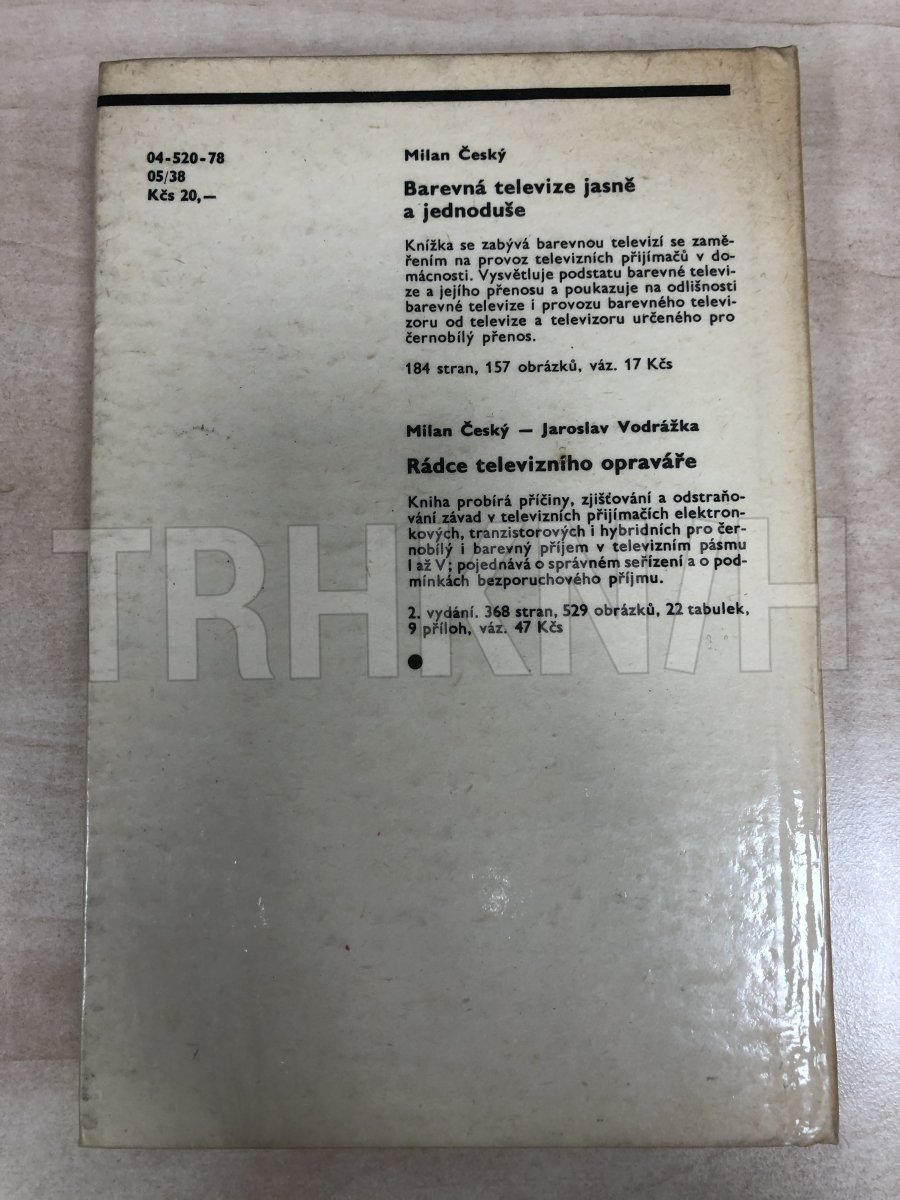 04-520-78
05/38
Kčs 20,—
Milan Český
Barevná televize jasně
a jednoduše
Knížka se zabývá barevnou televizí se zamě-
řením na provoz televizních přijímačů v do-
mácnosti. Vysvětluje podstatu barevné televi-
ze a jejího přenosu a poukazuje na odlišnosti
barevné televize i provozu barevného televi-
zoru od televize a televizoru určeného pro
černobílý přenos.
184 stran, 157 obrázků, váz. 17 Kčs
Milan Český — Jaroslav Vodrážka
Rádce televizního opraváře
Kniha probírá příčiny, zjišťování a odstraňo-
vání závad v televizních přijímačích elektron-
kových, tranzistorových i hybridních pro čer-
nobílý i barevný příjem v televizním pásmu
I až V; pojednává o správném seřízení a o pod-
mínkách bezporuchového příjmu.
2. vydání. 368 stran, 529 obrázků, 22 tabulek,
9 příloh, váz. 47 Kčs
TRHKNIH